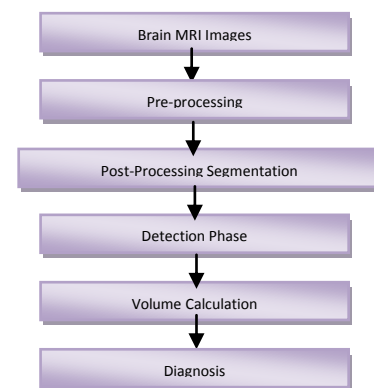 Brain MRI Images
Pre-processing
Post-Processing Segmentation
Detection Phase
Volume Calculation
Diagnosis